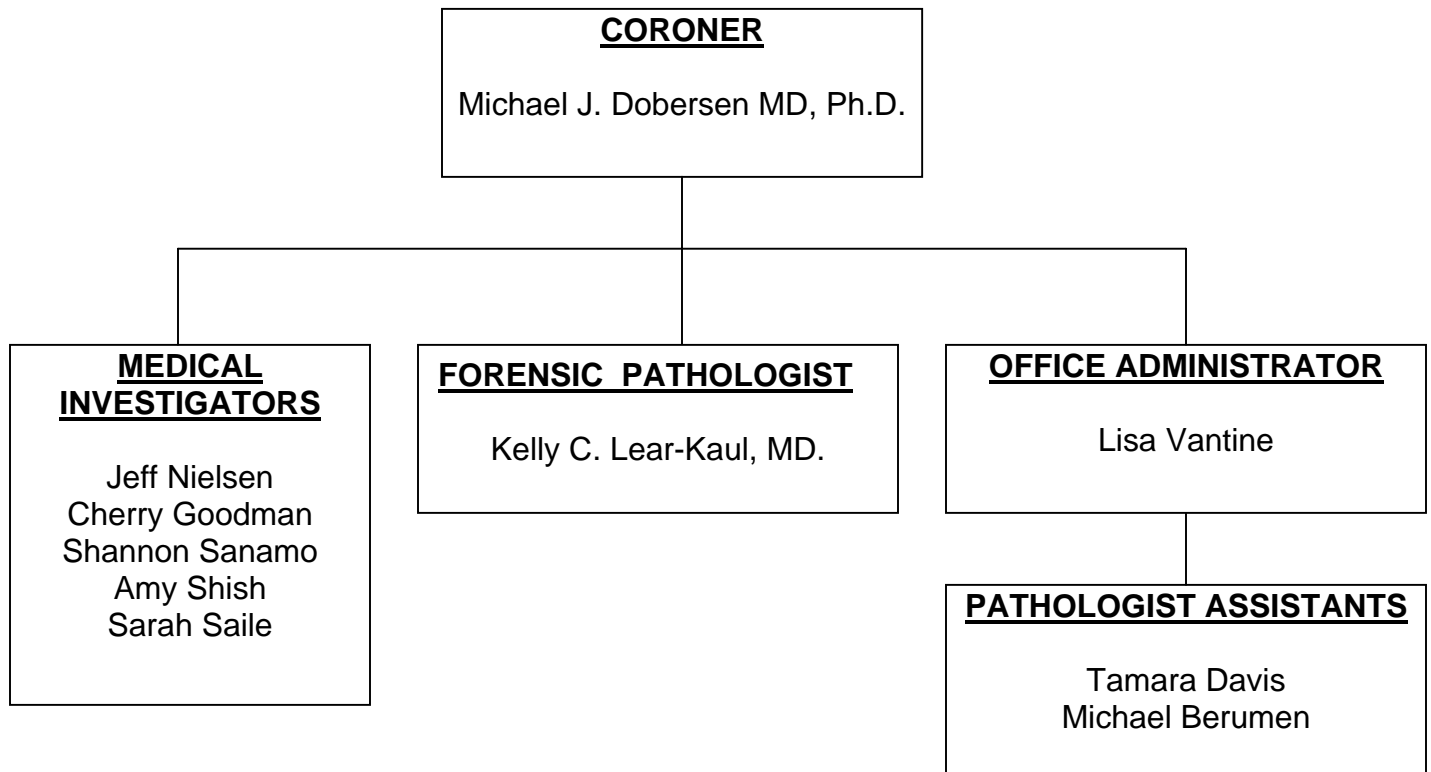 CORONER
Michael J. Dobersen MD, Ph.D.
MEDICAL
INVESTIGATORS
Jeff Nielsen
Cherry Goodman
Shannon Sanamo
Amy Shish
Sarah Saile
FORENSIC PATHOLOGIST
Kelly C. Lear-Kaul, MD.
OFFICE ADMINISTRATOR
Lisa Vantine
PATHOLOGIST ASSISTANTS
Tamara Davis
Michael Berumen